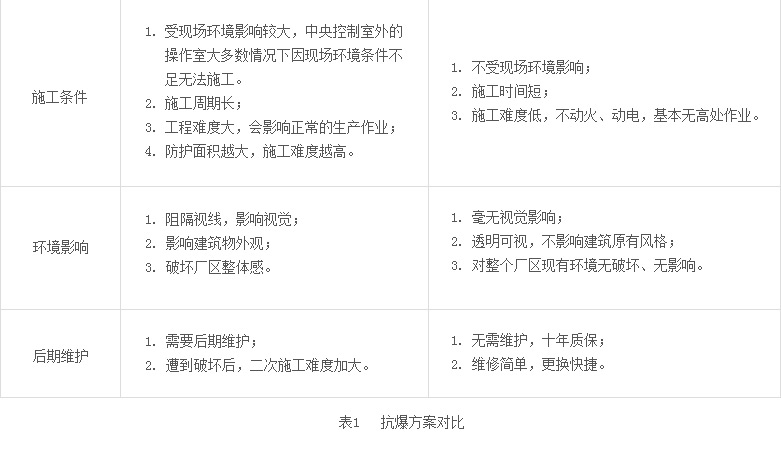 施工条件
1. 受现场环境影响较大，中央控制室外的
操作室大多数情况下因现场环境条件不
足无法施工。
2. 施工周期长；
3. 工程难度大，会影响正常的生产作业；
4. 防护面积越大，施工难度越高。
1. 不受现场环境影响；
2. 施工时间短；
3. 施工难度低，不动火、动电，基本无高处作业。
环境影响
1. 阻隔视线，影响视觉；
2. 影响建筑物外观；
3. 破坏厂区整体感。
1. 毫无视觉影响；
2. 透明可视，不影响建筑原有风格；
3. 对整个厂区现有环境无破坏、无影响。
后期维护
1. 需要后期维护；
2. 遭到破坏后，二次施工难度加大。
1. 无需维护，十年质保；
2. 维修简单，更换快捷。
表1 抗爆方案对比